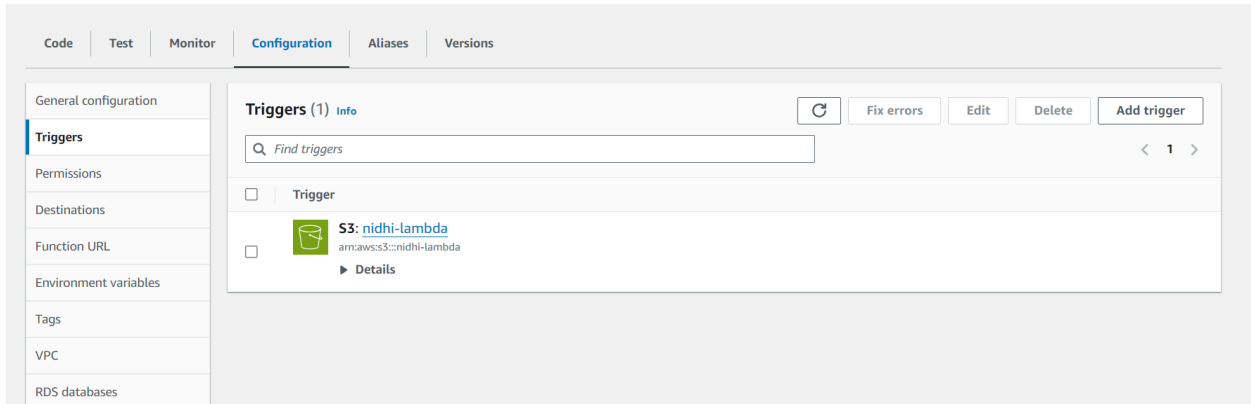 Code Test Monitor Configuration Aliases Versions
General configuration
Triggers
Permissions
Destinations
Function URL
Environment variables
Tags
VPC
RDS databases
Triggers (1) Info
Fix errors Edit Delete Add trigger
Find triggers
< 1 >
Trigger
S3: nidhi-lambda
arn:aws:s3:::nidhi-lambda
▶ Details